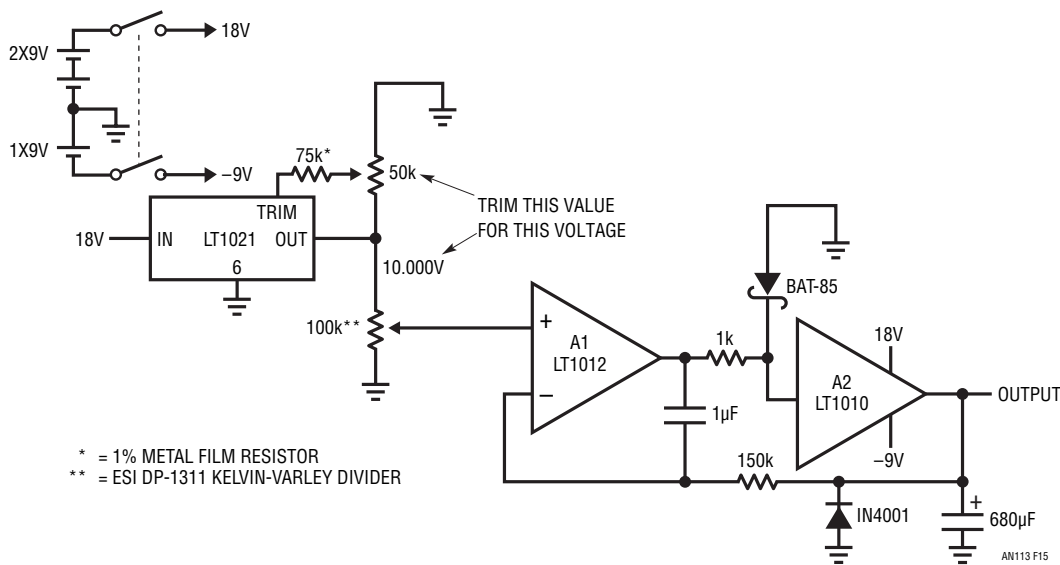 18V
2X9V
1X9V
–9V
75k*
50k
TRIM
TRIM THIS VALUE
FOR THIS VOLTAGE
18V
IN
LT1021
OUT
6
10.000V
100k**
+
A1
LT1012
–
1k
BAT-85
18V
A2
LT1010
–9V
OUTPUT
1µF
150k
IN4001
+
680µF
* = 1% METAL FILM RESISTOR
** = ESI DP-1311 KELVIN-VARLEY DIVIDER
AN113 F15